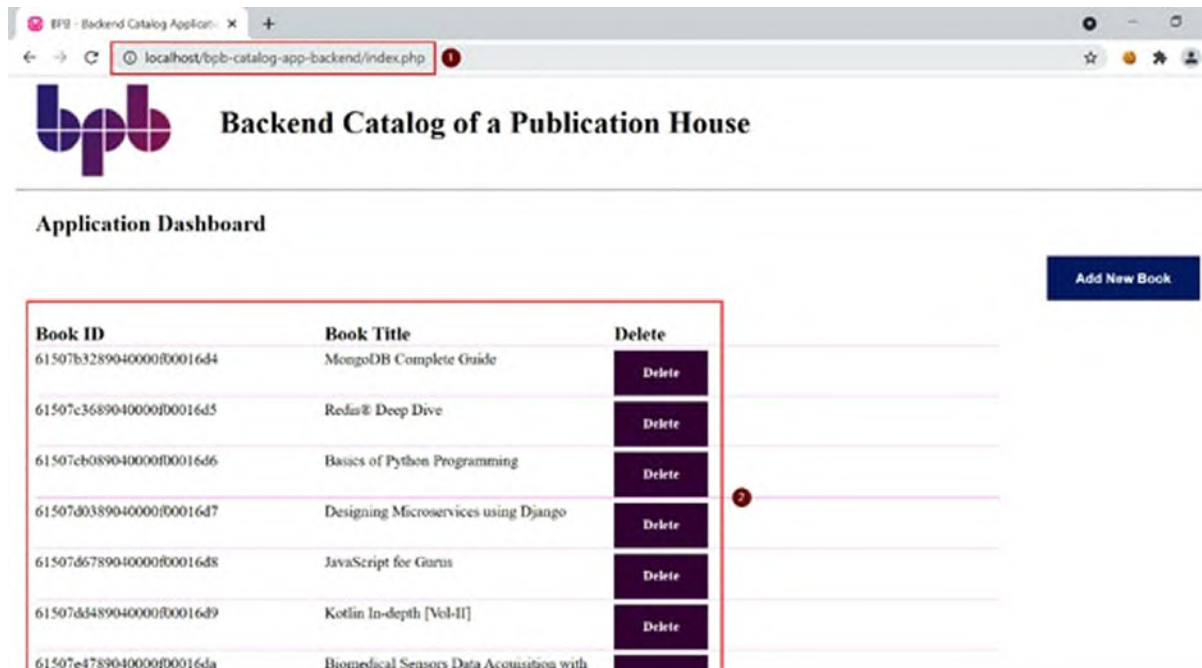 BPB - Backend Catalog Applicati
localhost/bpb-catalog-app-backend/index.php 1
bpb
Backend Catalog of a Publication House
Application Dashboard
Add New Book
Book ID Book Title Delete
61507b3289040000f00016d4 MongoDB Complete Guide Delete
61507c3689040000f00016d5 Redis® Deep Dive Delete
61507cb089040000f00016d6 Basics of Python Programming Delete
2
61507d0389040000f00016d7 Designing Microservices using Django Delete
61507d6789040000f00016d8 JavaScript for Gurus Delete
61507dd489040000f00016d9 Kotlin In-depth [Vol-II] Delete
61507e4789040000f00016da Biomedical Sensors Data Acquisition with